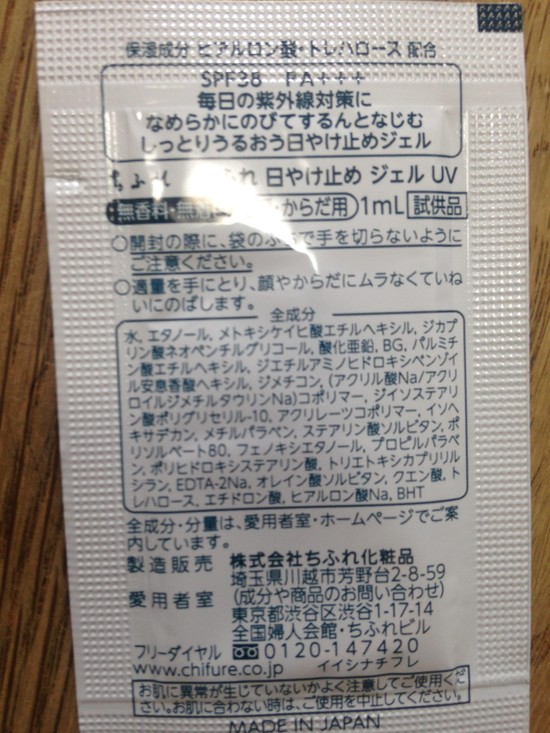 保湿成分 ヒアルロン酸・トレハロース 配合
SPF38 PA+++
毎日の紫外線対策に
なめらかにのびてするんとなじむ
しっとりうるおう日やけ止めジェル
ちふれ ふれ 日やけ止め ジェル UV
無香料・無着 ・からだ用 1mL 試供品
○開封の際に、袋のふちで手を切らないように
ご注意ください。
○適量を手にとり、顔やからだにムラなくていね
いにのばします。
全成分
水, エタノール, メトキシケイヒ酸エチルヘキシル, ジカプ
リン酸ネオペンチルグリコール, 酸化亜鉛, BG, パルミチ
ン酸エチルヘキシル, ジエチルアミノヒドロキシベンゾイ
ル安息香酸ヘキシル, ジメチコン, (アクリル酸Na/アクリ
ロイルジメチルタウリンNa)コポリマー, ジイソステアリ
ン酸ポリグリセリル-10, アクリレーツコポリマー, イソヘ
キサデカン, メチルパラベン, ステアリン酸ソルビタン, ポ
リソルベート80, フェノキシエタノール, プロピルパラベ
ン, ポリヒドロキシステアリン酸, トリエトキシカプリリル
シラン, EDTA-2Na, オレイン酸ソルビタン, クエン酸, ト
レハロース, エチドロン酸, ヒアルロン酸Na, BHT
全成分・分量は、愛用者室・ホームページでご案
内しています。
製造販売 株式会社ちふれ化粧品
埼玉県川越市芳野台2-8-59
愛用者室 (成分や商品のお問い合わせ)
東京都渋谷区渋谷1-17-14
全国婦人会館・ちふれビル
フリーダイヤル 0120-147420
www.chifure.co.jp イイシナチフレ
お肌に異常が生じていないかよく注意してご使用くださ
い。お肌に合わない時は、ご使用を中止してください。
MADE IN JAPAN